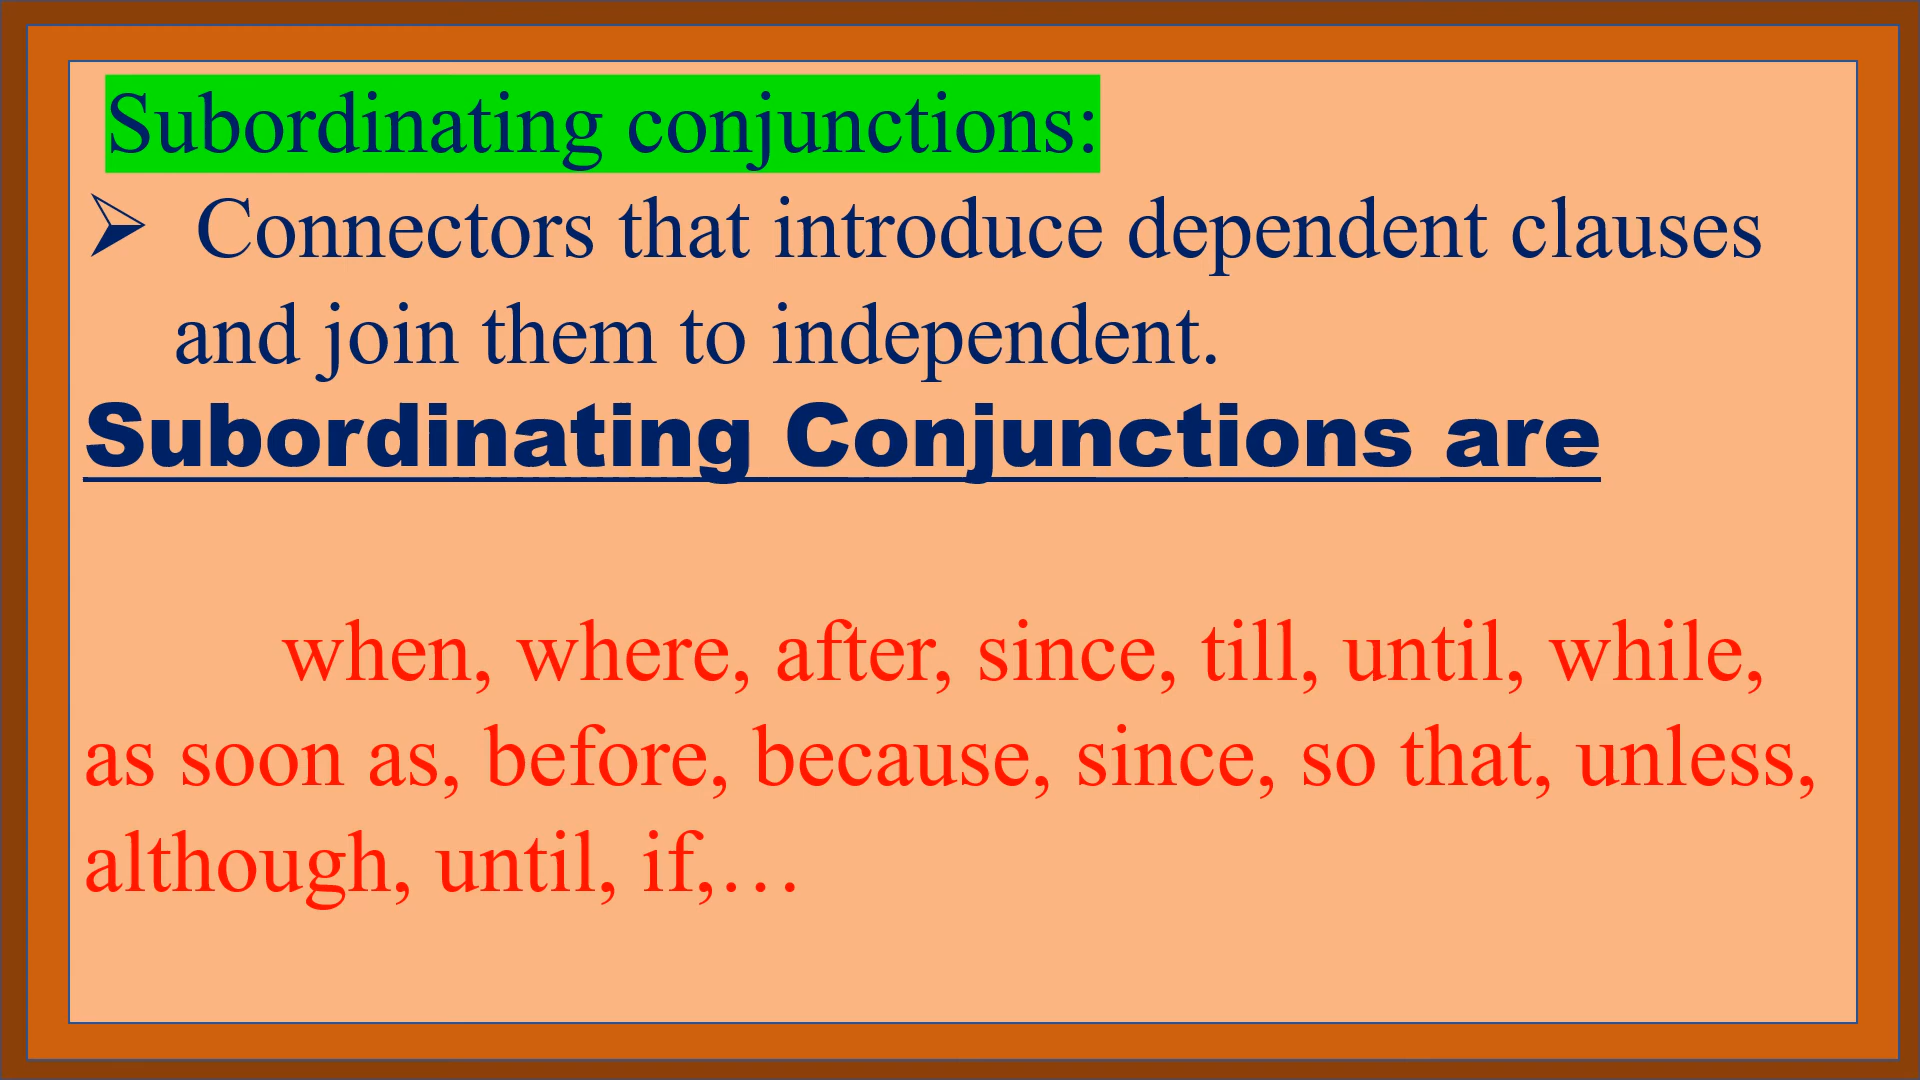 Subordinating conjunctions:
➢ Connectors that introduce dependent clauses
and join them to independent.
Subordinating Conjunctions are
when, where, after, since, till, until, while,
as soon as, before, because, since, so that, unless,
although, until, if,…